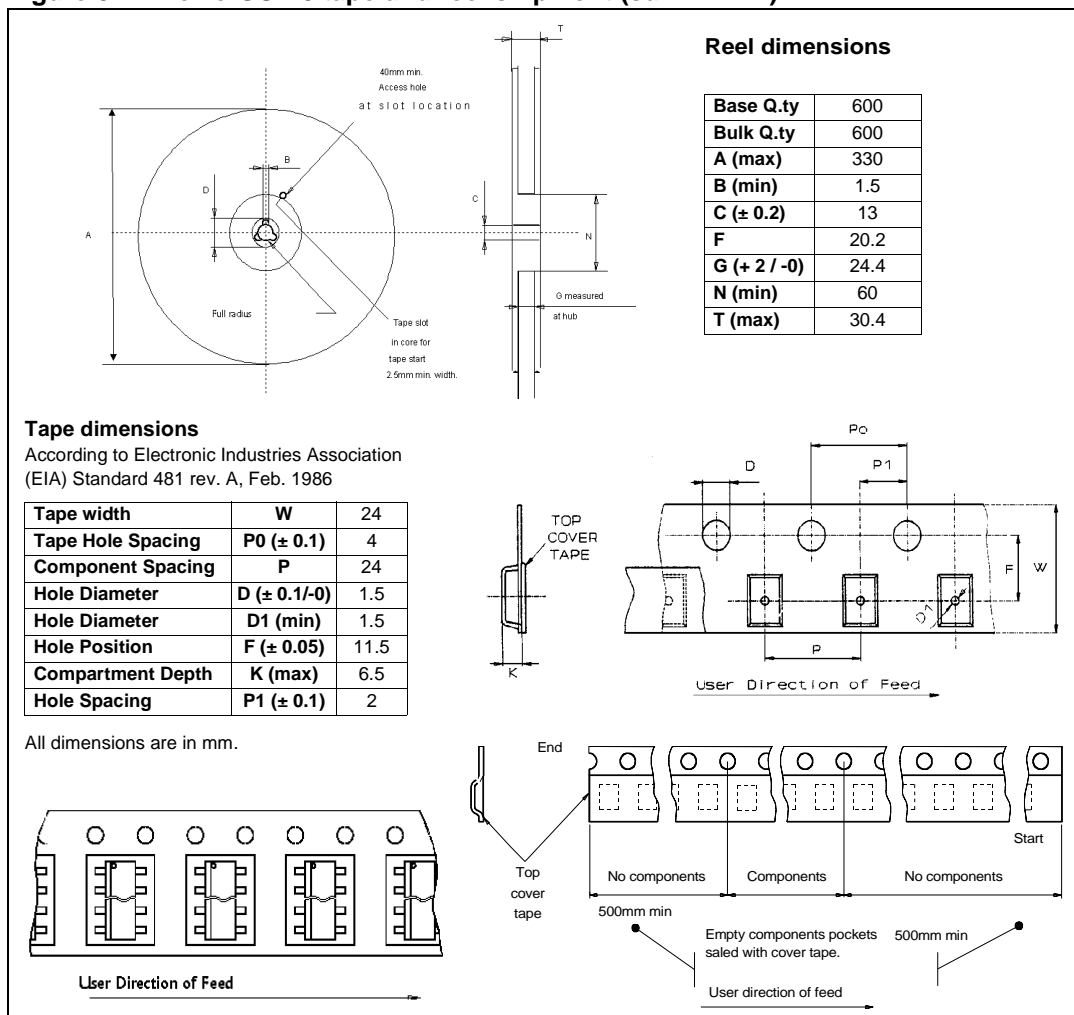 Reel dimensions
Base Q.ty 600
Bulk Q.ty 600
A (max) 330
B (min) 1.5
C (± 0.2) 13
F 20.2
G (+ 2 / -0) 24.4
N (min) 60
T (max) 30.4
T
40mm min.
Access hole
at slot location
B
D
C
A
N
G measured
at hub
Full radius
Tape slot
in core for
tape start
2.5mm min. width.
Tape dimensions
According to Electronic Industries Association
(EIA) Standard 481 rev. A, Feb. 1986
Tape width W 24
Tape Hole Spacing P0 (± 0.1) 4
Component Spacing P 24
Hole Diameter D (± 0.1/-0) 1.5
Hole Diameter D1 (min) 1.5
Hole Position F (± 0.05) 11.5
Compartment Depth K (max) 6.5
Hole Spacing P1 (± 0.1) 2
All dimensions are in mm.
Po
D
P1
TOP
COVER
TAPE
F
W
D1
K
P
User Direction of Feed
End
Start
Top
cover
tape
No components
Components
No components
500mm min
Empty components pockets
saled with cover tape.
500mm min
User direction of feed
User Direction of Feed